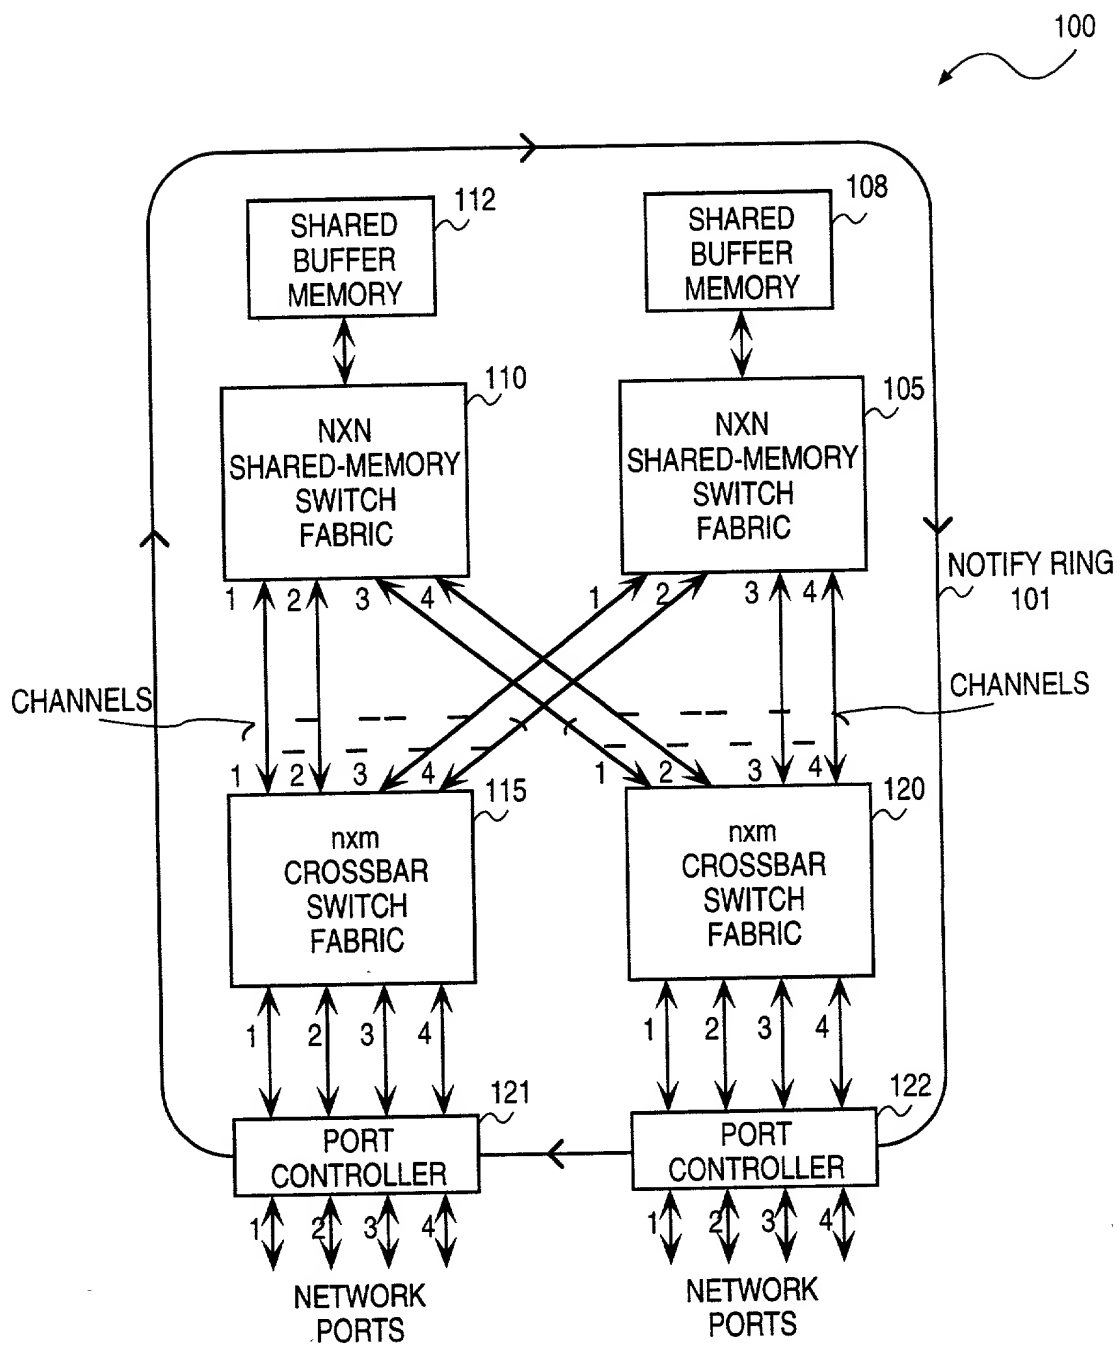 100
112
108
SHARED
BUFFER
MEMORY
SHARED
BUFFER
MEMORY
110
105
NXN
SHARED-MEMORY
SWITCH
FABRIC
NXN
SHARED-MEMORY
SWITCH
FABRIC
NOTIFY RING
101
1 2 3 4
1 2 3 4
CHANNELS
CHANNELS
1 2 3 4
1 2 3 4
115
120
nxm
CROSSBAR
SWITCH
FABRIC
nxm
CROSSBAR
SWITCH
FABRIC
1 2 3 4
1 2 3 4
121
122
PORT
CONTROLLER
PORT
CONTROLLER
1 2 3 4
1 2 3 4
NETWORK
PORTS
NETWORK
PORTS